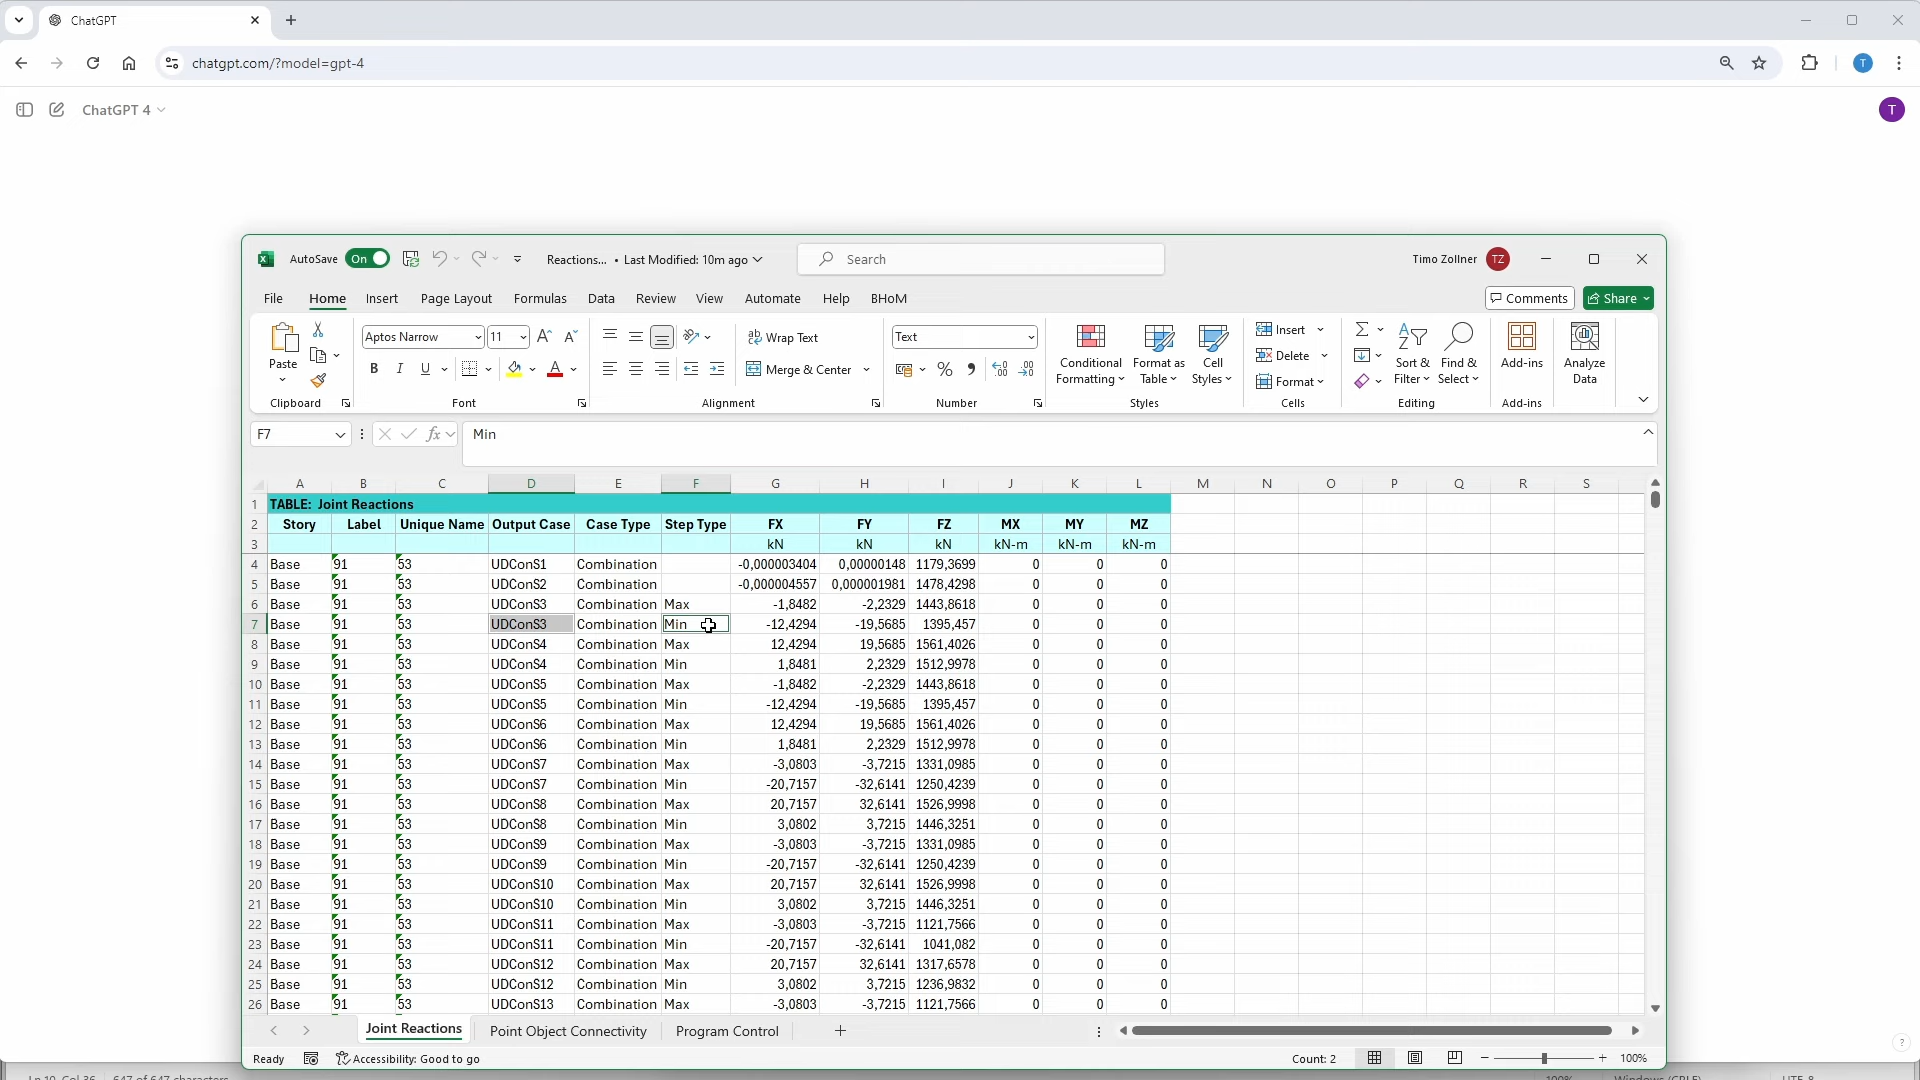 ChatGPT
chatgpt.com/?model=gpt-4
T
ChatGPT 4
T
AutoSave On
Reactions... • Last Modified: 10m ago
Search
Timo Zollner TZ
File Home Insert Page Layout Formulas Data Review View Automate Help BHoM
Comments Share
Paste
Aptos Narrow 11
Wrap Text
Merge & Center
Text
Conditional Formatting
Format as Table
Cell Styles
Insert
Delete
Format
Sort & Filter
Find & Select
Add-ins
Analyze Data
Clipboard Font Alignment Number Styles Cells Editing Add-ins
F7 fx Min
A B C D E F G H I J K L M N O P Q R S
1 TABLE: Joint Reactions
2 Story Label Unique Name Output Case Case Type Step Type FX FY FZ MX MY MZ
3 kN kN kN kN-m kN-m kN-m
4 Base 91 53 UDConS1 Combination -0,000003404 0,00000148 1179,3699 0 0 0
5 Base 91 53 UDConS2 Combination -0,000004557 0,000001981 1478,4298 0 0 0
6 Base 91 53 UDConS3 Combination Max -1,8482 -2,2329 1443,8618 0 0 0
7 Base 91 53 UDConS3 Combination Min -12,4294 -19,5685 1395,457 0 0 0
8 Base 91 53 UDConS4 Combination Max 12,4294 19,5685 1561,4026 0 0 0
9 Base 91 53 UDConS4 Combination Min 1,8481 2,2329 1512,9978 0 0 0
10 Base 91 53 UDConS5 Combination Max -1,8482 -2,2329 1443,8618 0 0 0
11 Base 91 53 UDConS5 Combination Min -12,4294 -19,5685 1395,457 0 0 0
12 Base 91 53 UDConS6 Combination Max 12,4294 19,5685 1561,4026 0 0 0
13 Base 91 53 UDConS6 Combination Min 1,8481 2,2329 1512,9978 0 0 0
14 Base 91 53 UDConS7 Combination Max -3,0803 -3,7215 1331,0985 0 0 0
15 Base 91 53 UDConS7 Combination Min -20,7157 -32,6141 1250,4239 0 0 0
16 Base 91 53 UDConS8 Combination Max 20,7157 32,6141 1526,9998 0 0 0
17 Base 91 53 UDConS8 Combination Min 3,0802 3,7215 1446,3251 0 0 0
18 Base 91 53 UDConS9 Combination Max -3,0803 -3,7215 1331,0985 0 0 0
19 Base 91 53 UDConS9 Combination Min -20,7157 -32,6141 1250,4239 0 0 0
20 Base 91 53 UDConS10 Combination Max 20,7157 32,6141 1526,9998 0 0 0
21 Base 91 53 UDConS10 Combination Min 3,0802 3,7215 1446,3251 0 0 0
22 Base 91 53 UDConS11 Combination Max -3,0803 -3,7215 1121,7566 0 0 0
23 Base 91 53 UDConS11 Combination Min -20,7157 -32,6141 1041,082 0 0 0
24 Base 91 53 UDConS12 Combination Max 20,7157 32,6141 1317,6578 0 0 0
25 Base 91 53 UDConS12 Combination Min 3,0802 3,7215 1236,9832 0 0 0
26 Base 91 53 UDConS13 Combination Max -3,0803 -3,7215 1121,7566 0 0 0
Joint Reactions Point Object Connectivity Program Control
Ready Accessibility: Good to go Count: 2 100%